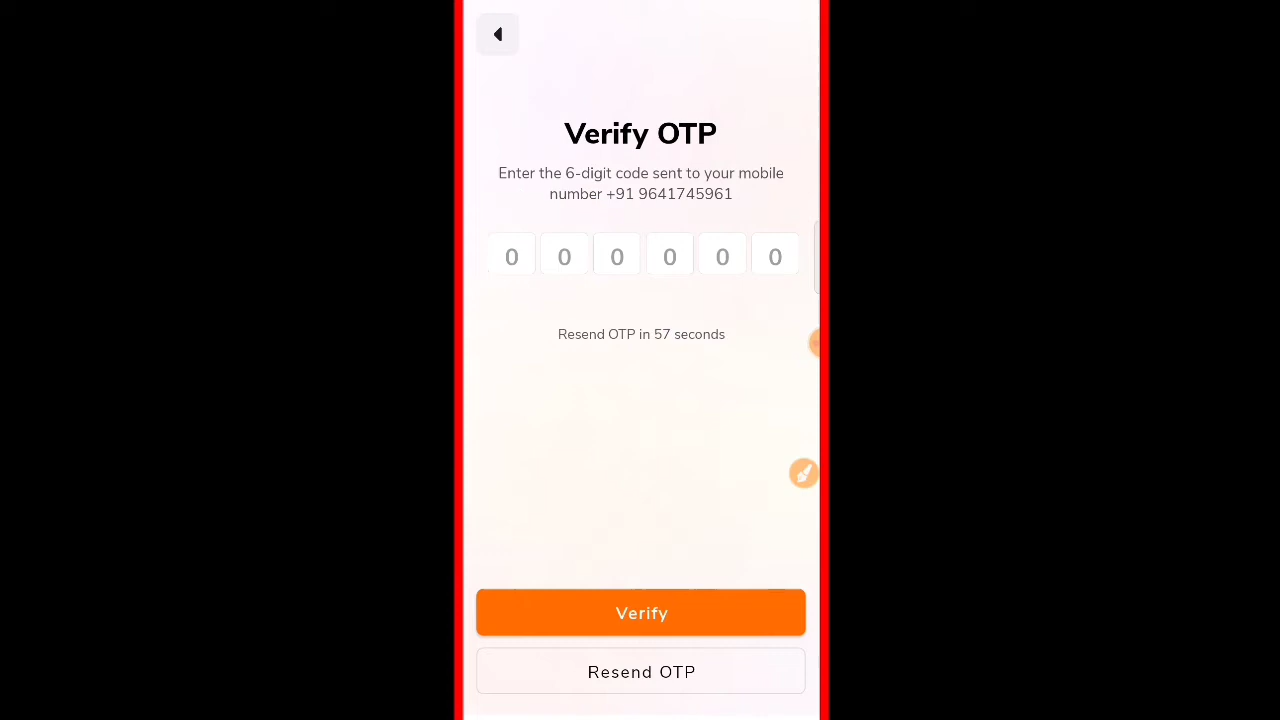 Verify OTP
Enter the 6-digit code sent to your mobile
number +91 9641745961
0 0 0 0 0 0
Resend OTP in 57 seconds
Verify
Resend OTP